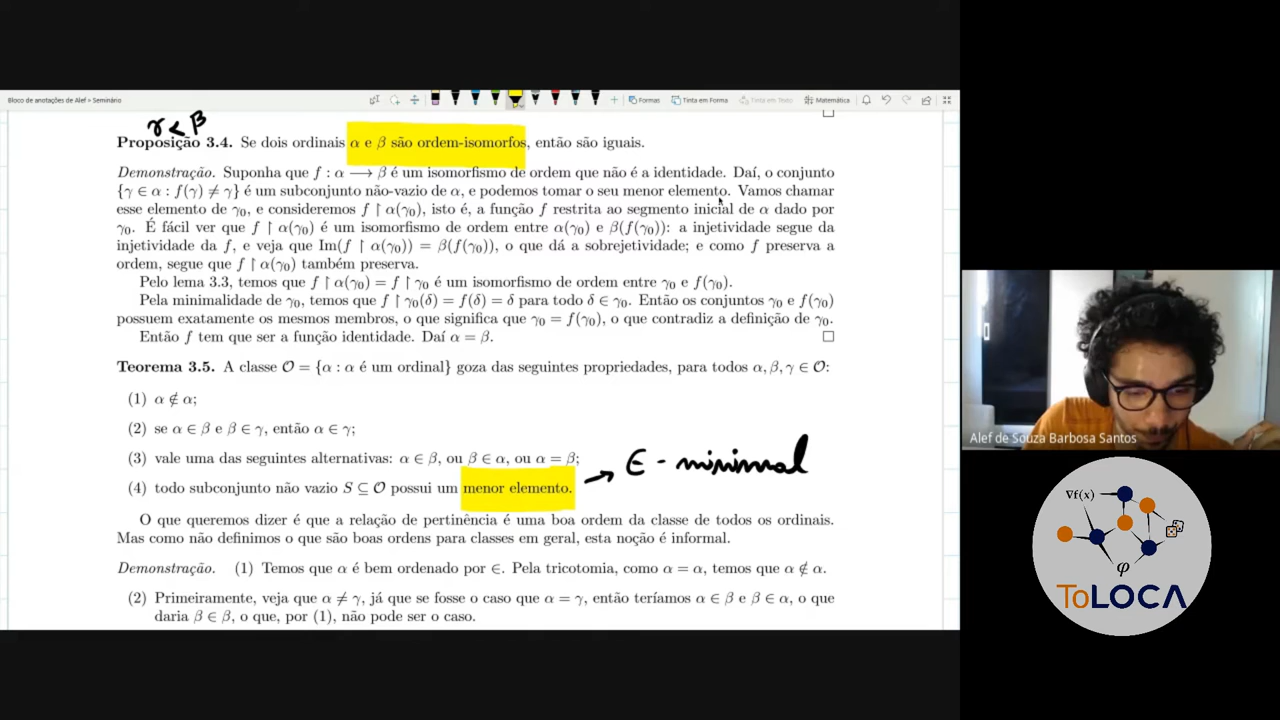 Bloco de anotações de Alef » Seminário
Formas
Tinta em Forma
Tinta em Texto
Matemática
γ < β
Proposição 3.4. Se dois ordinais α e β são ordem-isomorfos, então são iguais.
Demonstração. Suponha que f : α ⟶ β é um isomorfismo de ordem que não é a identidade. Daí, o conjunto
{γ ∈ α : f(γ) ≠ γ} é um subconjunto não-vazio de α, e podemos tomar o seu menor elemento. Vamos chamar
esse elemento de γ₀, e consideremos f ↾ α(γ₀), isto é, a função f restrita ao segmento inicial de α dado por
γ₀. É fácil ver que f ↾ α(γ₀) é um isomorfismo de ordem entre α(γ₀) e β(f(γ₀)): a injetividade segue da
injetividade da f, e veja que Im(f ↾ α(γ₀)) = β(f(γ₀)), o que dá a sobrejetividade; e como f preserva a
ordem, segue que f ↾ α(γ₀) também preserva.
Pelo lema 3.3, temos que f ↾ α(γ₀) = f ↾ γ₀ é um isomorfismo de ordem entre γ₀ e f(γ₀).
Pela minimalidade de γ₀, temos que f ↾ γ₀(δ) = f(δ) = δ para todo δ ∈ γ₀. Então os conjuntos γ₀ e f(γ₀)
possuem exatamente os mesmos membros, o que significa que γ₀ = f(γ₀), o que contradiz a definição de γ₀.
Então f tem que ser a função identidade. Daí α = β. □
Teorema 3.5. A classe 𝒪 = {α : α é um ordinal} goza das seguintes propriedades, para todos α, β, γ ∈ 𝒪:
(1) α ∉ α;
(2) se α ∈ β e β ∈ γ, então α ∈ γ;
(3) vale uma das seguintes alternativas: α ∈ β, ou β ∈ α, ou α = β;
(4) todo subconjunto não vazio S ⊆ 𝒪 possui um menor elemento. → ∈ - minimal
O que queremos dizer é que a relação de pertinência é uma boa ordem da classe de todos os ordinais.
Mas como não definimos o que são boas ordens para classes em geral, esta noção é informal.
Demonstração. (1) Temos que α é bem ordenado por ∈. Pela tricotomia, como α = α, temos que α ∉ α.
(2) Primeiramente, veja que α ≠ γ, já que se fosse o caso que α = γ, então teríamos α ∈ β e β ∈ α, o que
daria β ∈ β, o que, por (1), não pode ser o caso.
Alef de Souza Barbosa Santos
∇f(x)
φ
ToLOCA